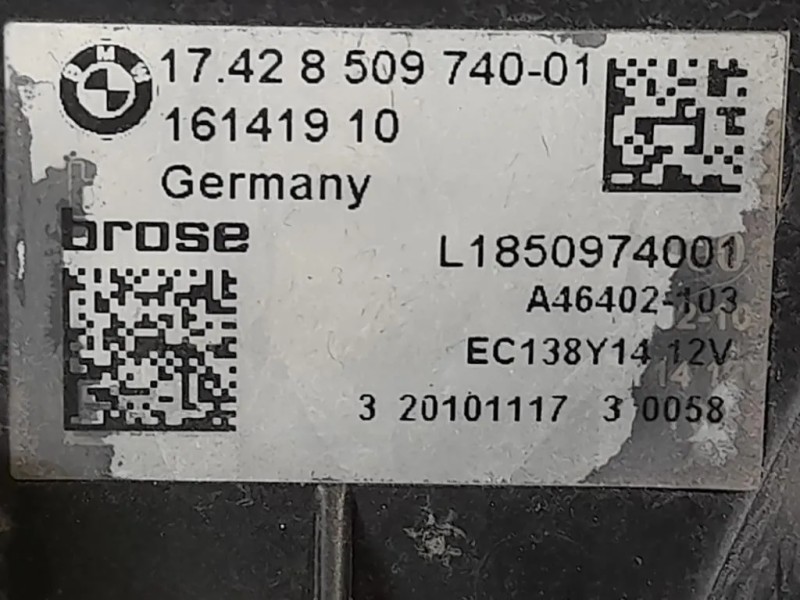 BMW
17.42 8 509 740-01
161419 10
Germany
brose
L1850974001
A46402-103
EC138Y14 12V
3 20101117 3 0058